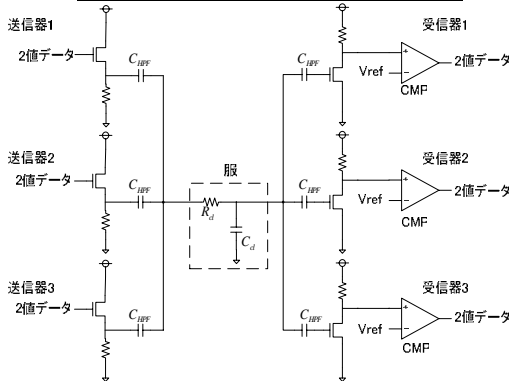 送信器1
2値データ
C_HPF
送信器2
2値データ
C_HPF
送信器3
2値データ
C_HPF
服
R_cl
C_cl
受信器1
C_HPF
Vref
+
−
CMP
2値データ
受信器2
C_HPF
Vref
+
−
CMP
2値データ
受信器3
C_HPF
Vref
+
−
CMP
2値データ